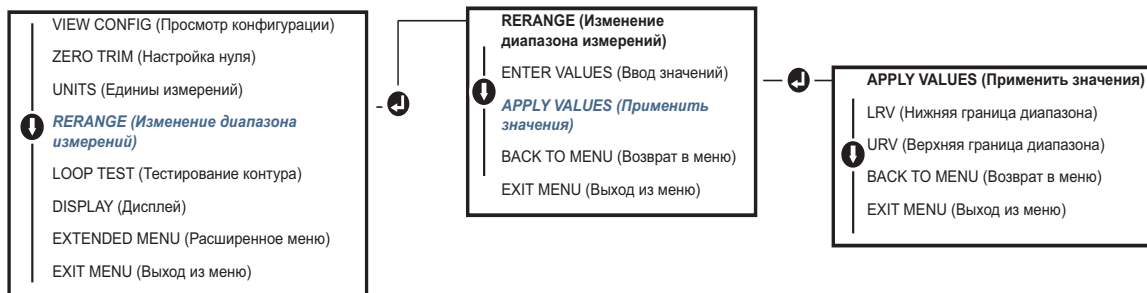 VIEW CONFIG (Просмотр конфигурации)
ZERO TRIM (Настройка нуля)
UNITS (Единиы измерений)
RERANGE (Изменение диапазона
измерений)
LOOP TEST (Тестирование контура)
DISPLAY (Дисплей)
EXTENDED MENU (Расширенное меню)
EXIT MENU (Выход из меню)
RERANGE (Изменение
диапазона измерений)
ENTER VALUES (Ввод значений)
APPLY VALUES (Применить
значения)
BACK TO MENU (Возврат в меню)
EXIT MENU (Выход из меню)
APPLY VALUES (Применить значения)
LRV (Нижняя граница диапазона)
URV (Верхняя граница диапазона)
BACK TO MENU (Возврат в меню)
EXIT MENU (Выход из меню)